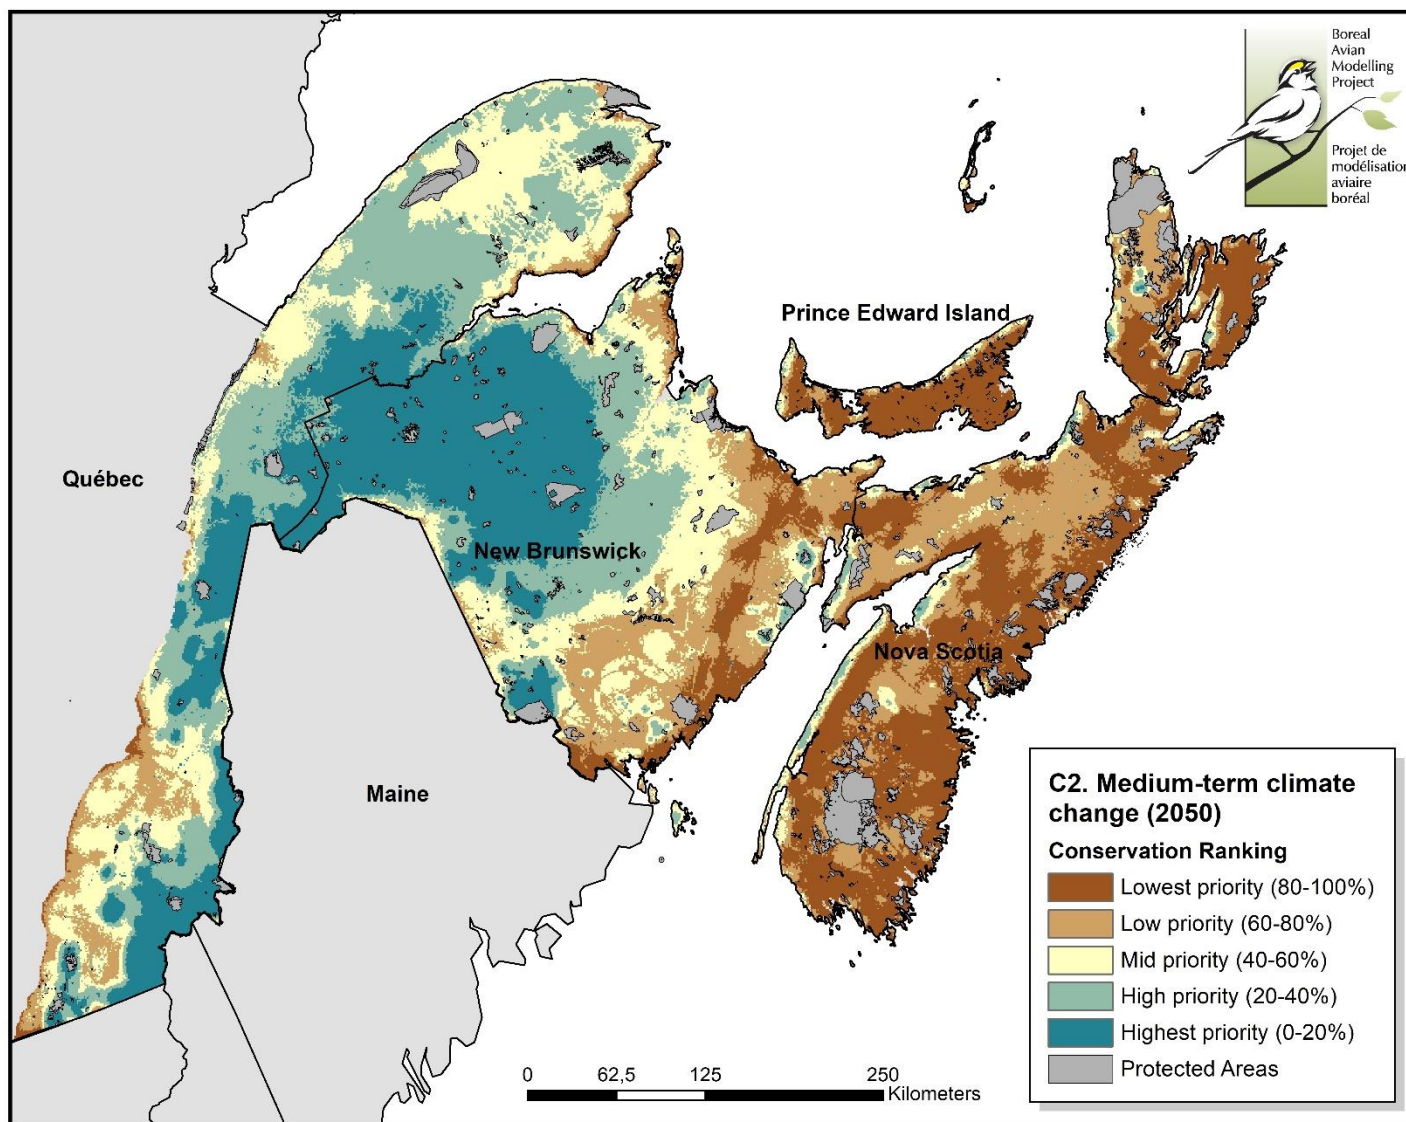 Boreal
Avian
Modelling
Project
Projet de
modélisation
aviaire
boréal
Prince Edward Island
Québec
New Brunswick
Nova Scotia
Maine
C2. Medium-term climate
change (2050)
Conservation Ranking
Lowest priority (80-100%)
Low priority (60-80%)
Mid priority (40-60%)
High priority (20-40%)
Highest priority (0-20%)
Protected Areas
0 62,5 125 250
Kilometers